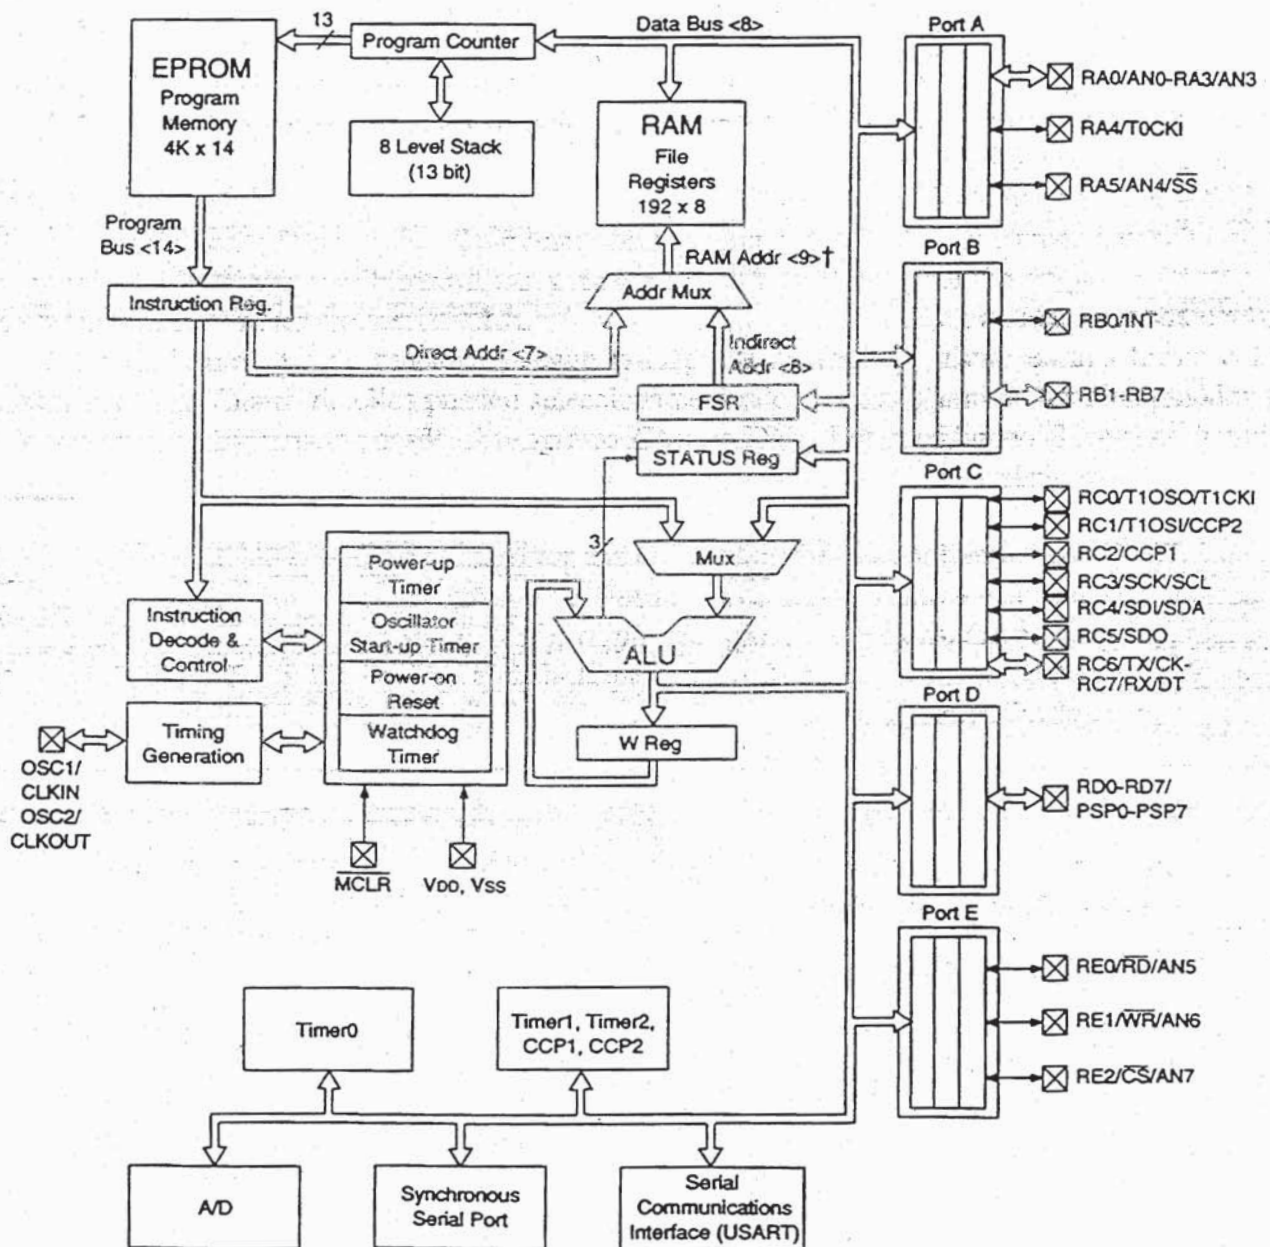 13
Data Bus <8>
Port A
EPROM
Program
Memory
4K x 14
Program Counter
8 Level Stack
(13 bit)
RAM
File
Registers
192 x 8
RA0/AN0-RA3/AN3
RA4/T0CKI
RA5/AN4/S̅S̅
Program
Bus <14>
RAM Addr <9>†
Port B
Instruction Reg.
Addr Mux
RB0/INT
Direct Addr <7>
Indirect
Addr <8>
RB1-RB7
FSR
STATUS Reg
Port C
RC0/T1OSO/T1CKI
RC1/T1OSI/CCP2
RC2/CCP1
RC3/SCK/SCL
RC4/SDI/SDA
RC5/SDO
RC6/TX/CK-
RC7/RX/DT
3
Mux
Power-up
Timer
Instruction
Decode &
Control
Oscillator
Start-up Timer
ALU
Power-on
Reset
Port D
Timing
Generation
Watchdog
Timer
W Reg
OSC1/
CLKIN
OSC2/
CLKOUT
RD0-RD7/
PSP0-PSP7
M̅C̅L̅R̅
VDD, VSS
Port E
RE0/R̅D̅/AN5
RE1/W̅R̅/AN6
RE2/C̅S̅/AN7
Timer0
Timer1, Timer2,
CCP1, CCP2
A/D
Synchronous
Serial Port
Serial
Communications
Interface (USART)